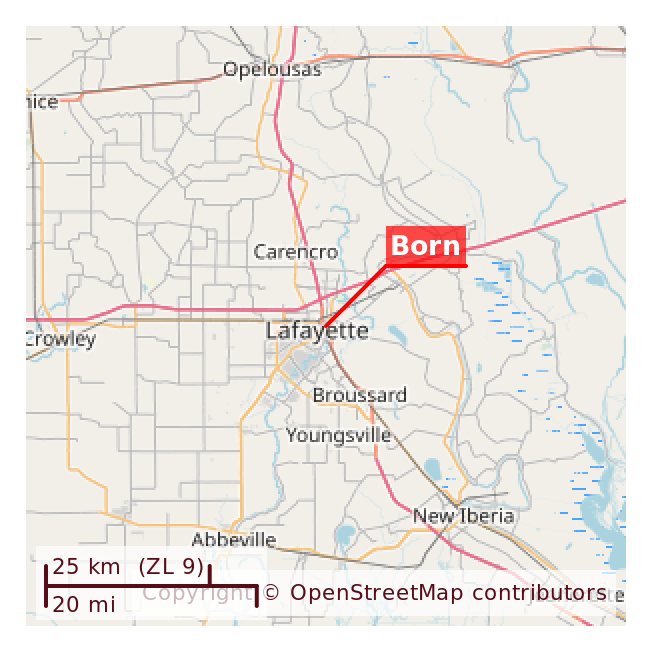 Opelousas
nice
Born
Carencro
Lafayette
Crowley
Broussard
Youngsville
New Iberia
Abbeville
25 km (ZL 9)
20 mi
Copyright © OpenStreetMap contributors